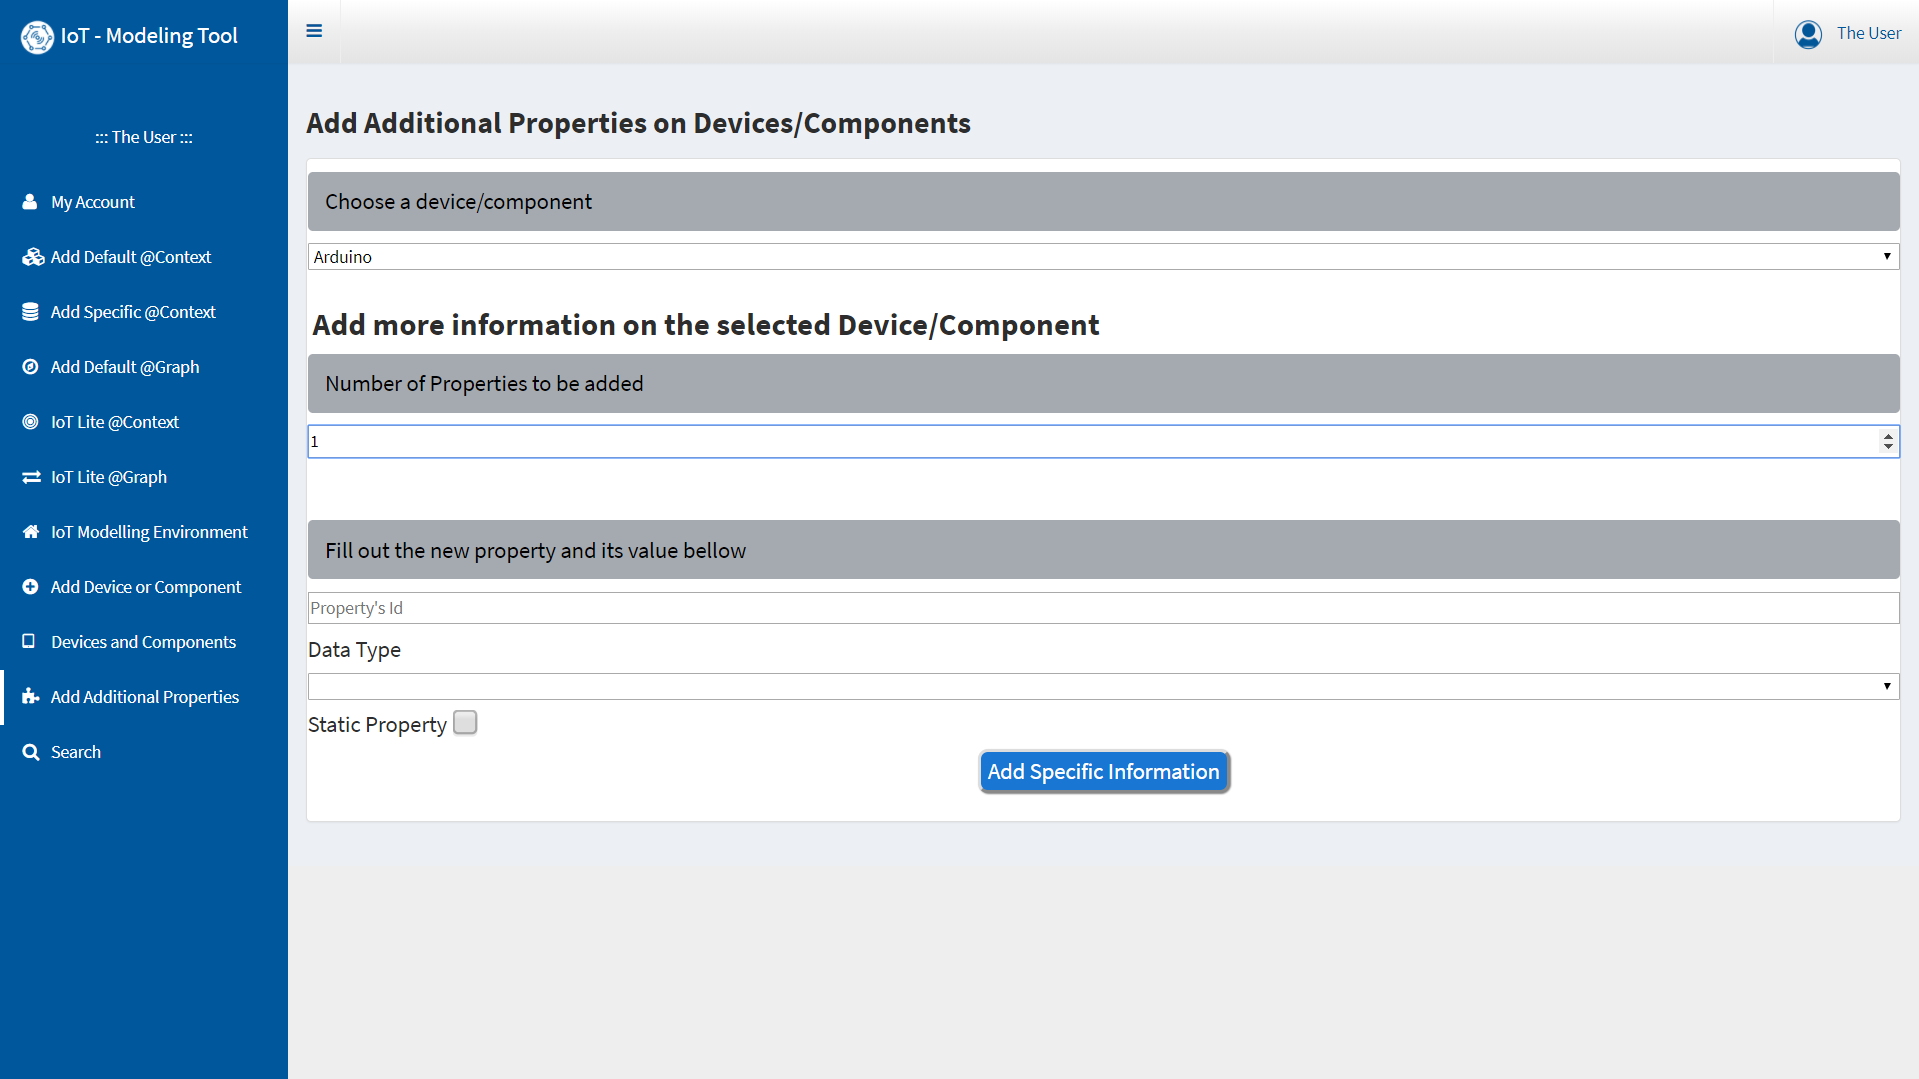 IoT - Modeling Tool
The User
::: The User :::
My Account
Add Default @Context
Add Specific @Context
Add Default @Graph
IoT Lite @Context
IoT Lite @Graph
IoT Modelling Environment
Add Device or Component
Devices and Components
Add Additional Properties
Search
Add Additional Properties on Devices/Components
Choose a device/component
Arduino
Add more information on the selected Device/Component
Number of Properties to be added
1
Fill out the new property and its value bellow
Property's Id
Data Type
Static Property
Add Specific Information